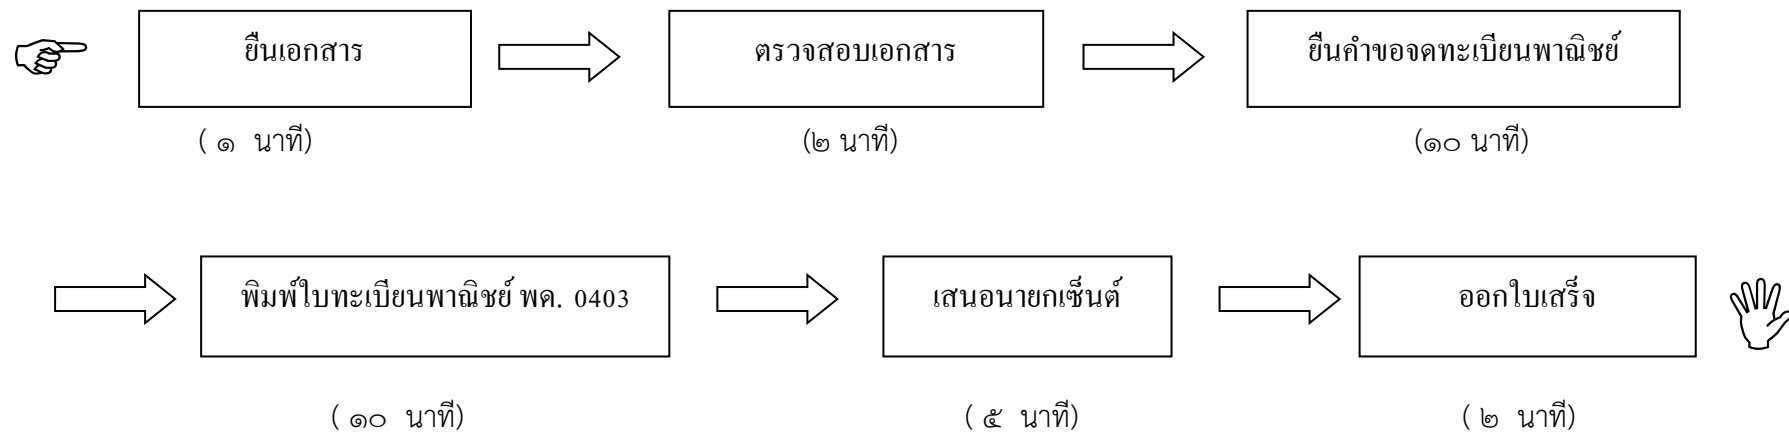 ยื่นเอกสาร
ตรวจสอบเอกสาร
ยื่นคำขอจดทะเบียนพาณิชย์
( ๑ นาที)
(๒ นาที)
(๑๐ นาที)
พิมพ์ใบทะเบียนพาณิชย์ พค. 0403
เสนอนายกเซ็นต์
ออกใบเสร็จ
( ๑๐ นาที)
( ๕ นาที)
( ๒ นาที)